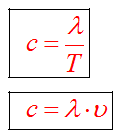 c = λ/T
c = λ · υ